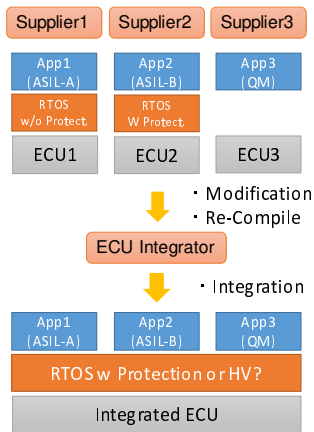 Supplier1 Supplier2 Supplier3
App1 App2 App3
(ASIL-A) (ASIL-B) (QM)
RTOS RTOS
w/o Protect. W Protect.
ECU1 ECU2 ECU3
・Modification
・Re-Compile
ECU Integrator
・Integration
App1 App2 App3
(ASIL-A) (ASIL-B) (QM)
RTOS w Protection or HV?
Integrated ECU